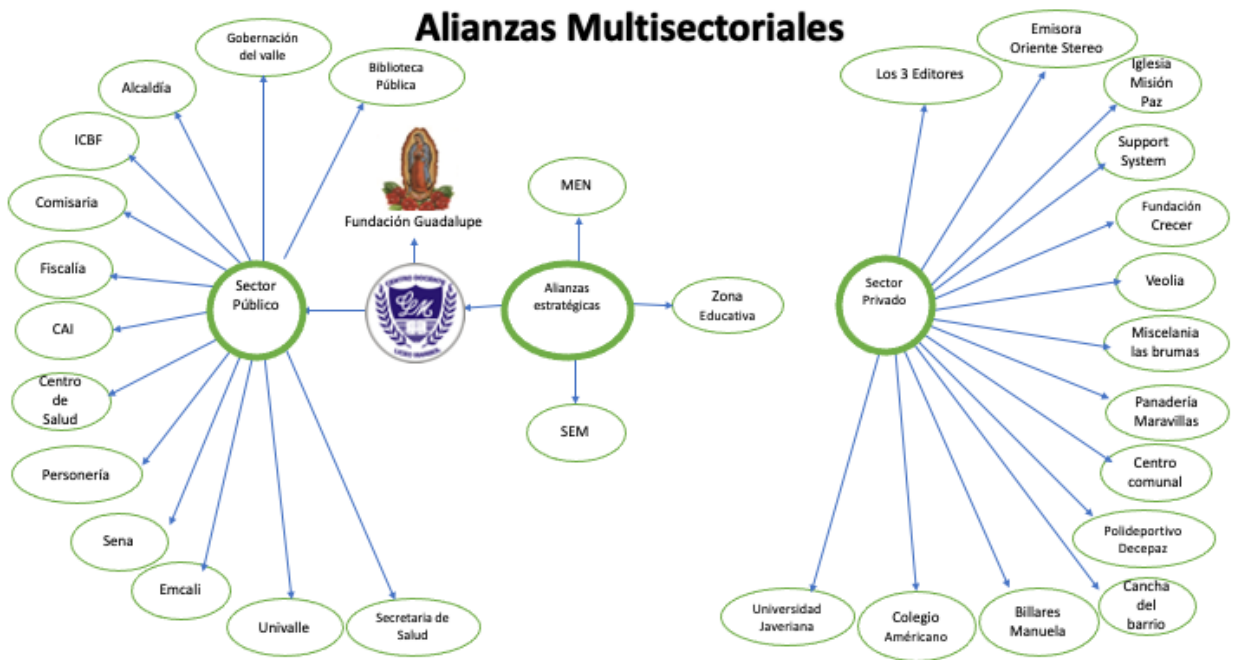 Alianzas Multisectoriales
Gobernación
del valle
Biblioteca
Pública
Alcaldía
ICBF
Comisaria
Fiscalía
CAI
Centro
de
Salud
Personería
Sena
Emcali
Univalle
Secretaria de
Salud
Sector
Público
Fundación Guadalupe
CENTRO DOCENTE
Alianzas
estratégicas
MEN
Zona
Educativa
SEM
Sector
Privado
Los 3 Editores
Emisora
Oriente Stereo
Iglesia
Misión
Paz
Support
System
Fundación
Crecer
Veolia
Miscelania
las brumas
Panadería
Maravillas
Centro
comunal
Polideportivo
Decepaz
Cancha
del
barrio
Billares
Manuela
Colegio
Américano
Universidad
Javeriana